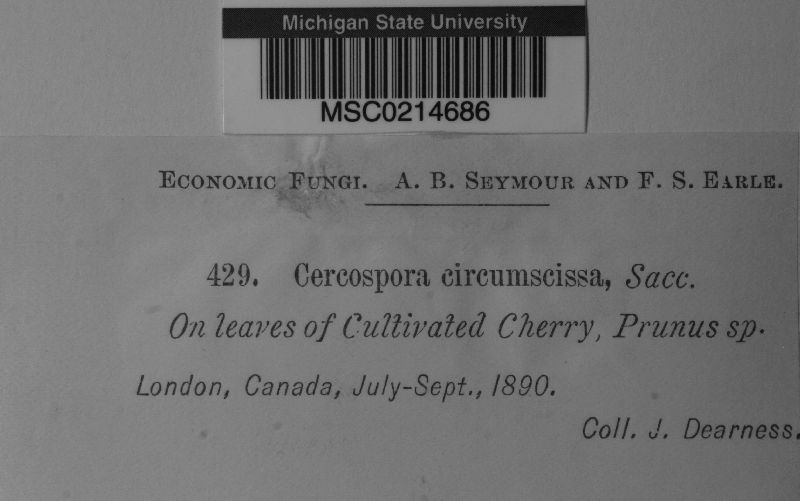 Michigan State University
MSC0214686
Economic Fungi. A. B. Seymour and F. S. Earle.
429. Cercospora circumscissa, Sacc.
On leaves of Cultivated Cherry, Prunus sp.
London, Canada, July-Sept., 1890.
Coll. J. Dearness.